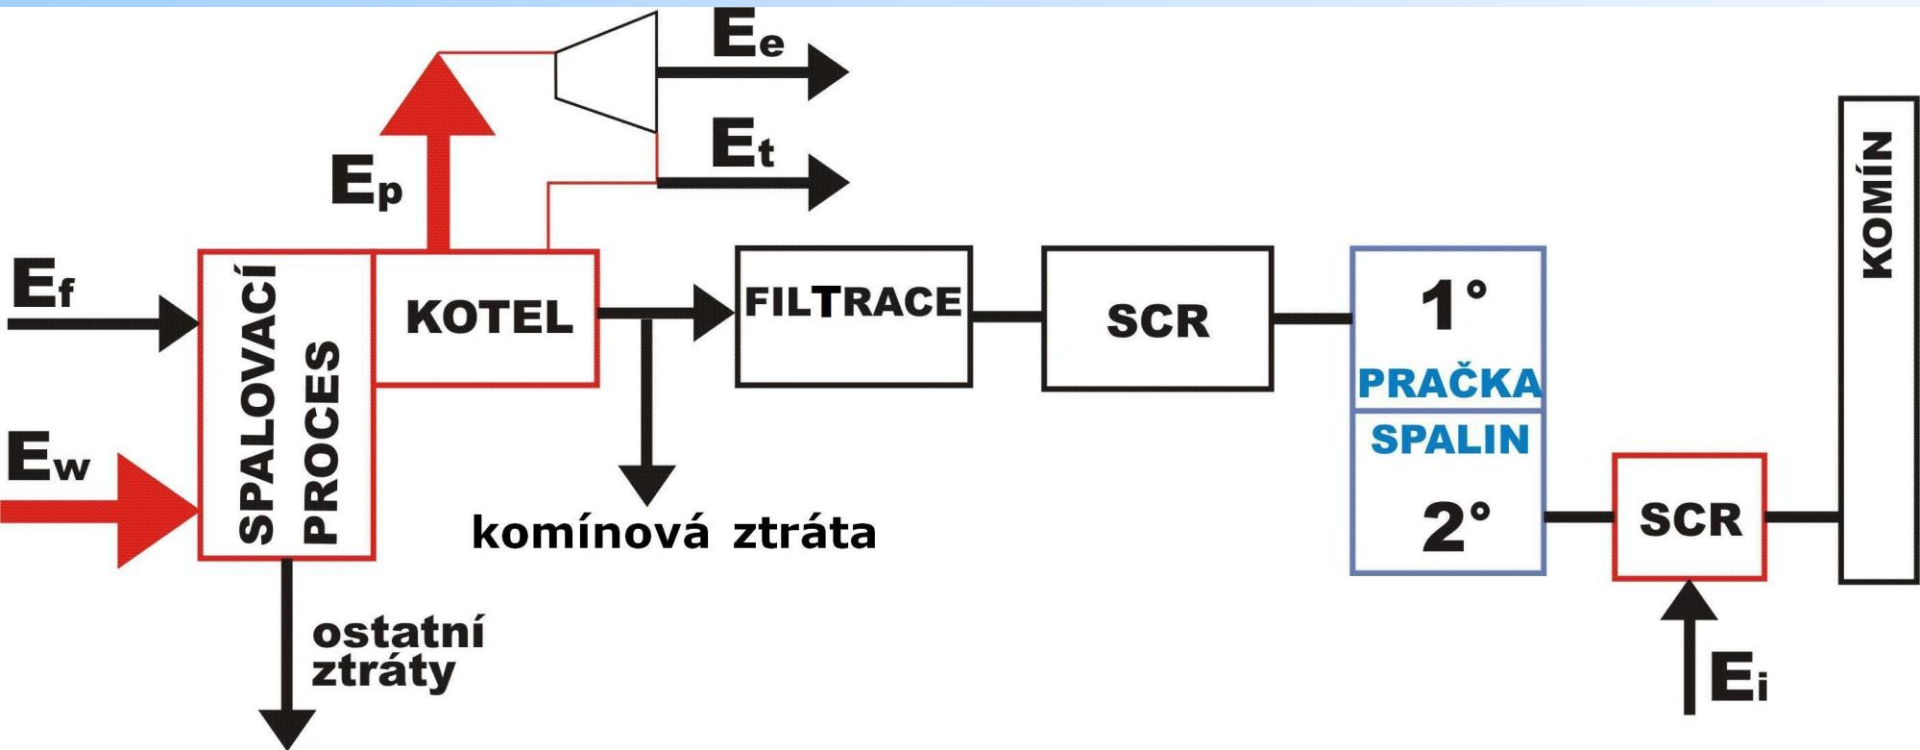 Ee
Et
Ep
Ef
Ew
SPALOVACÍ
PROCES
KOTEL
FILTRACE
SCR
1°
PRAČKA
SPALIN
2°
SCR
KOMÍN
komínová ztráta
ostatní
ztráty
Ei